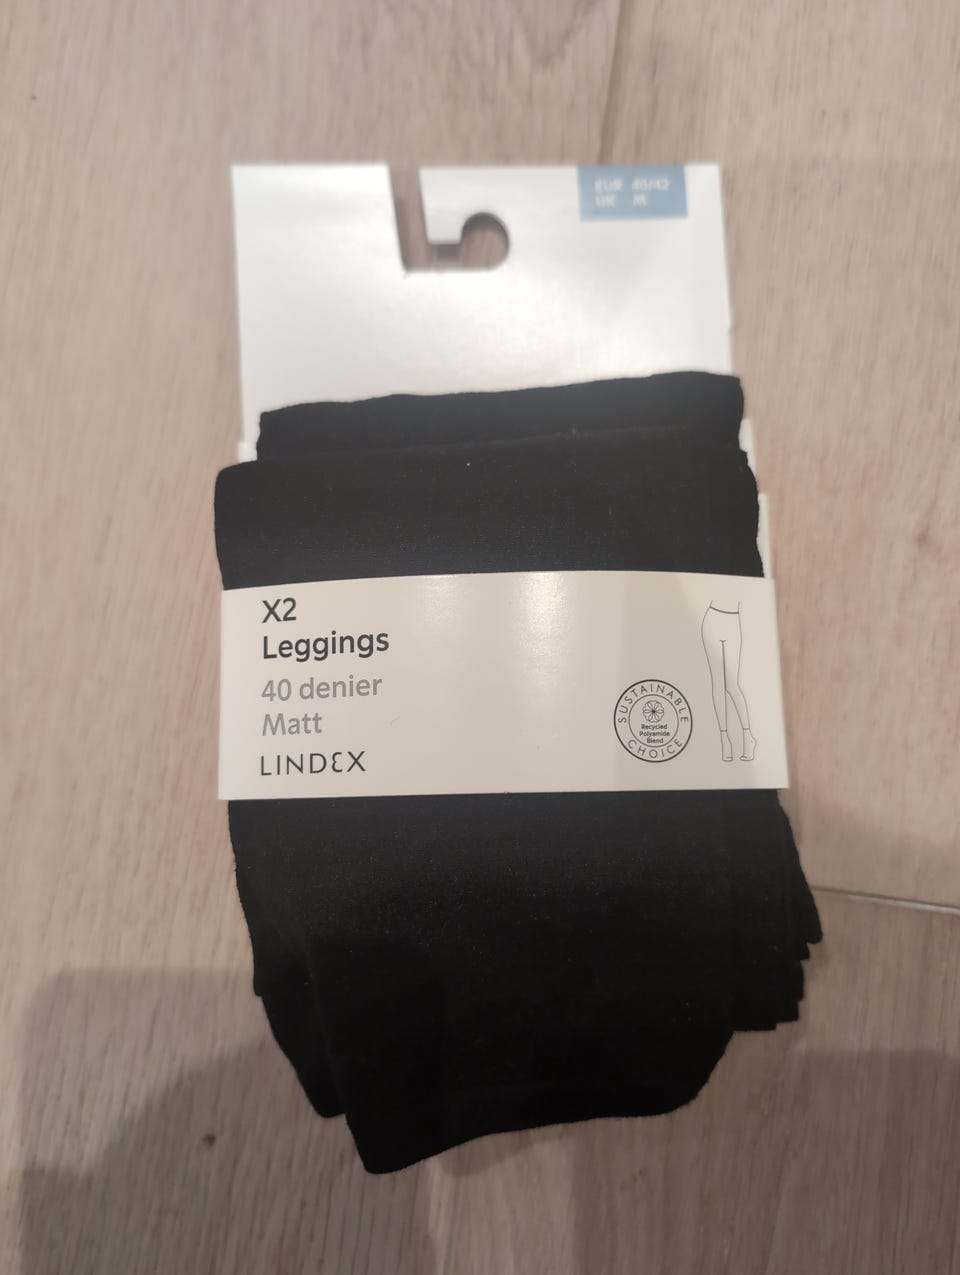 EUR 40/42
UK M
X2
Leggings
40 denier
Matt
LINDEX
SUSTAINABLE
Recycled
Polyamide
Blend
CHOICE